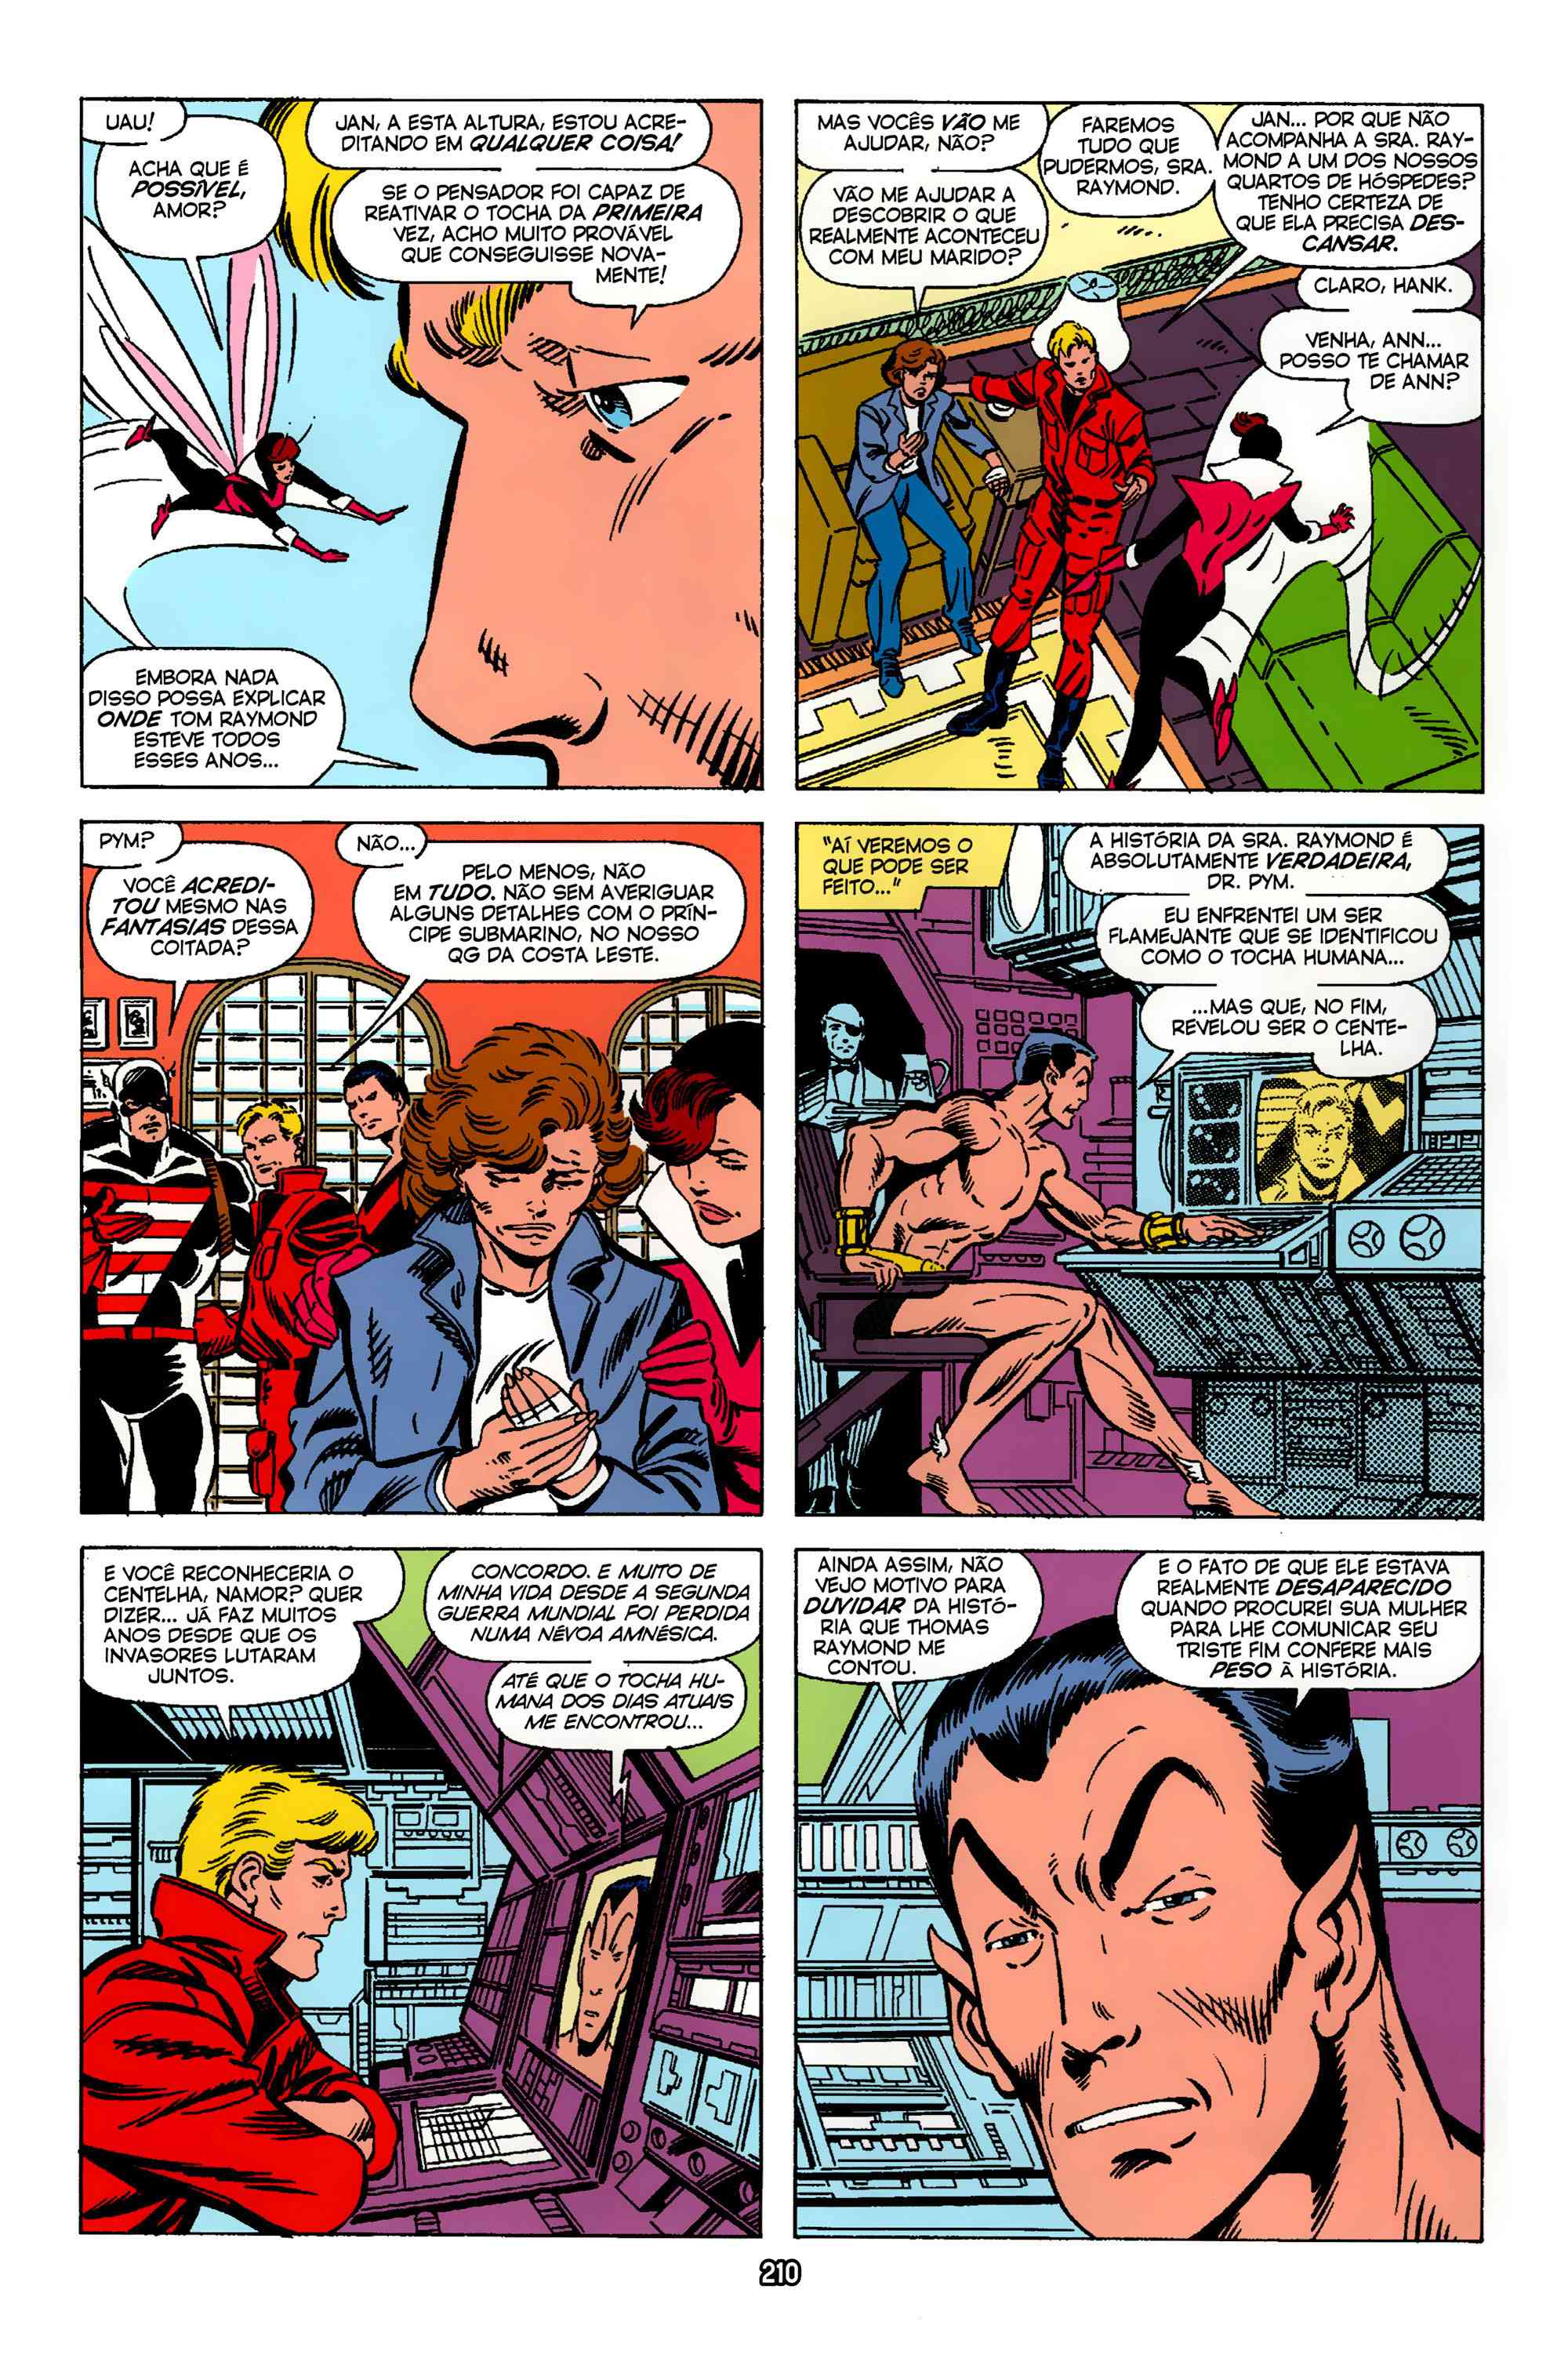 UAU!
ACHA QUE É
POSSÍVEL,
AMOR?
JAN, A ESTA ALTURA, ESTOU ACRE-
DITANDO EM QUALQUER COISA!
SE O PENSADOR FOI CAPAZ DE
REATIVAR O TOCHA DA PRIMEIRA
VEZ, ACHO MUITO PROVÁVEL
QUE CONSEGUISSE NOVA-
MENTE!
EMBORA NADA
DISSO POSSA EXPLICAR
ONDE TOM RAYMOND
ESTEVE TODOS
ESSES ANOS...
MAS VOCÊS VÃO ME
AJUDAR, NÃO?
VÃO ME AJUDAR A
DESCOBRIR O QUE
REALMENTE ACONTECEU
COM MEU MARIDO?
FAREMOS
TUDO QUE
PUDERMOS, SRA.
RAYMOND.
JAN... POR QUE NÃO
ACOMPANHA A SRA. RAY-
MOND A UM DOS NOSSOS
QUARTOS DE HÓSPEDES?
TENHO CERTEZA DE
QUE ELA PRECISA DES-
CANSAR.
CLARO, HANK.
VENHA, ANN...
POSSO TE CHAMAR
DE ANN?
PYM?
VOCÊ ACREDI-
TOU MESMO NAS
FANTASIAS DESSA
COITADA?
NÃO...
PELO MENOS, NÃO
EM TUDO. NÃO SEM AVERIGUAR
ALGUNS DETALHES COM O PRÍN-
CIPE SUBMARINO, NO NOSSO
QG DA COSTA LESTE.
"AÍ VEREMOS O
QUE PODE SER
FEITO..."
A HISTÓRIA DA SRA. RAYMOND É
ABSOLUTAMENTE VERDADEIRA,
DR. PYM.
EU ENFRENTEI UM SER
FLAMEJANTE QUE SE IDENTIFICOU
COMO O TOCHA HUMANA...
...MAS QUE, NO FIM,
REVELOU SER O CENTE-
LHA.
E VOCÊ RECONHECERIA O
CENTELHA, NAMOR? QUER
DIZER... JÁ FAZ MUITOS
ANOS DESDE QUE OS
INVASORES LUTARAM
JUNTOS.
CONCORDO. E MUITO DE
MINHA VIDA DESDE A SEGUNDA
GUERRA MUNDIAL FOI PERDIDA
NUMA NÉVOA AMNÉSICA.
ATÉ QUE O TOCHA HU-
MANA DOS DIAS ATUAIS
ME ENCONTROU...
AINDA ASSIM, NÃO
VEJO MOTIVO PARA
DUVIDAR DA HISTÓ-
RIA QUE THOMAS
RAYMOND ME
CONTOU.
E O FATO DE QUE ELE ESTAVA
REALMENTE DESAPARECIDO
QUANDO PROCUREI SUA MULHER
PARA LHE COMUNICAR SEU
TRISTE FIM CONFERE MAIS
PESO À HISTÓRIA.
210